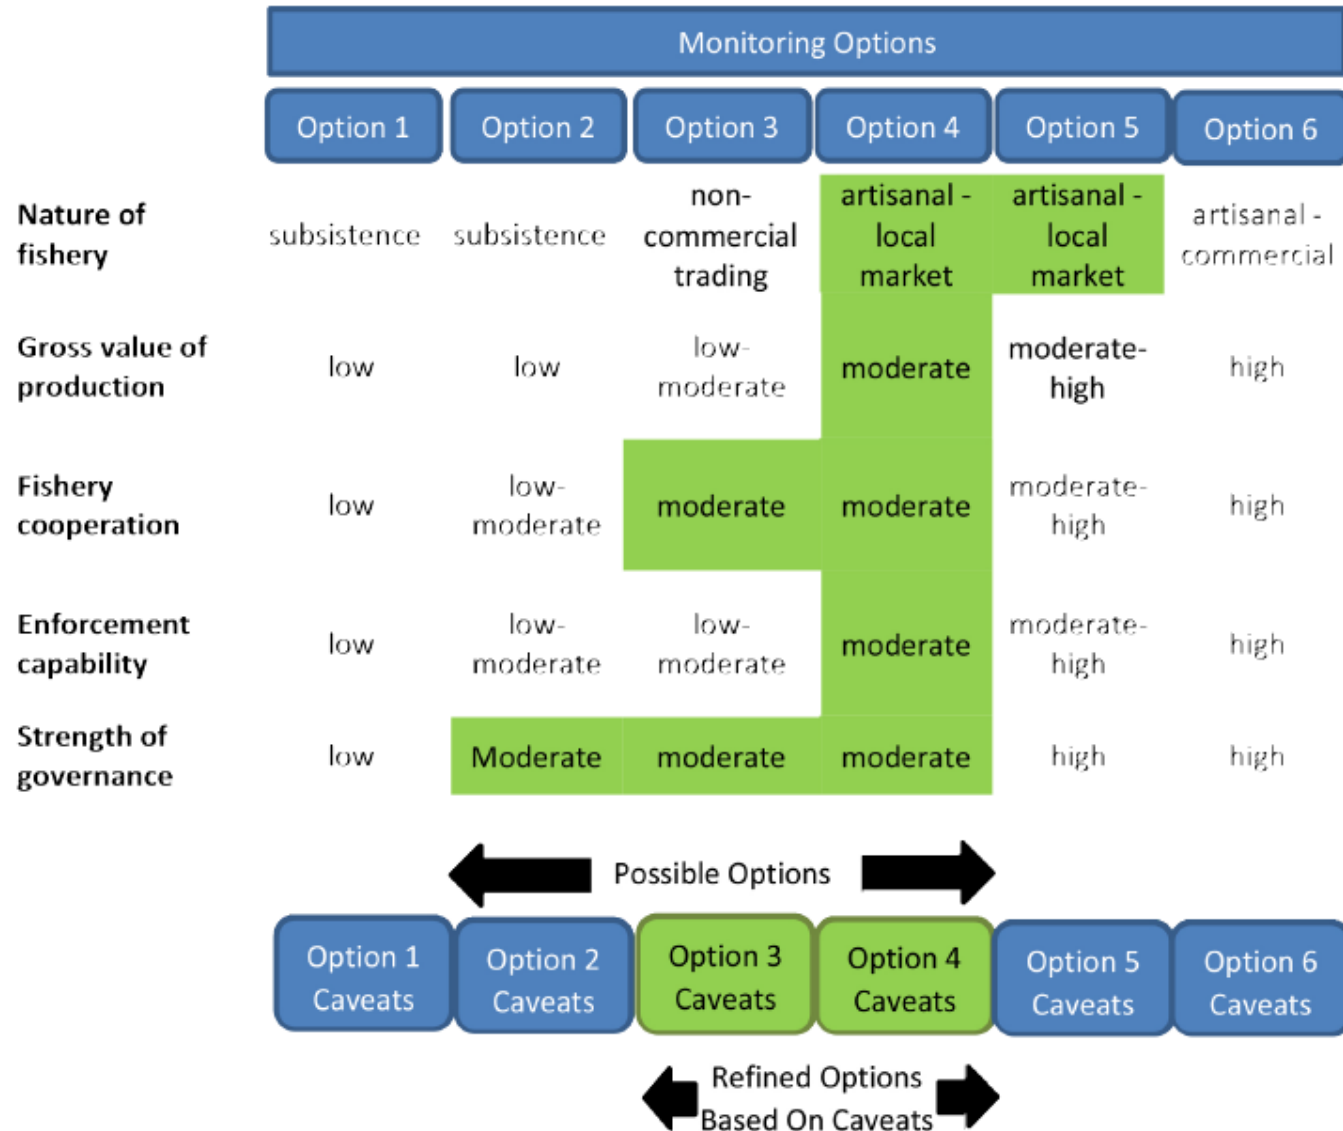 Monitoring Options
Option 1 Option 2 Option 3 Option 4 Option 5 Option 6
Nature of
fishery
subsistence
subsistence
non-
commercial
trading
artisanal -
local
market
artisanal -
local
market
artisanal -
commercial
Gross value of
production
low
low
low-
moderate
moderate
moderate-
high
high
Fishery
cooperation
low
low-
moderate
moderate
moderate
moderate-
high
high
Enforcement
capability
low
low-
moderate
low-
moderate
moderate
moderate-
high
high
Strength of
governance
low
Moderate
moderate
moderate
high
high
Possible Options
Option 1
Caveats
Option 2
Caveats
Option 3
Caveats
Option 4
Caveats
Option 5
Caveats
Option 6
Caveats
Refined Options
Based On Caveats